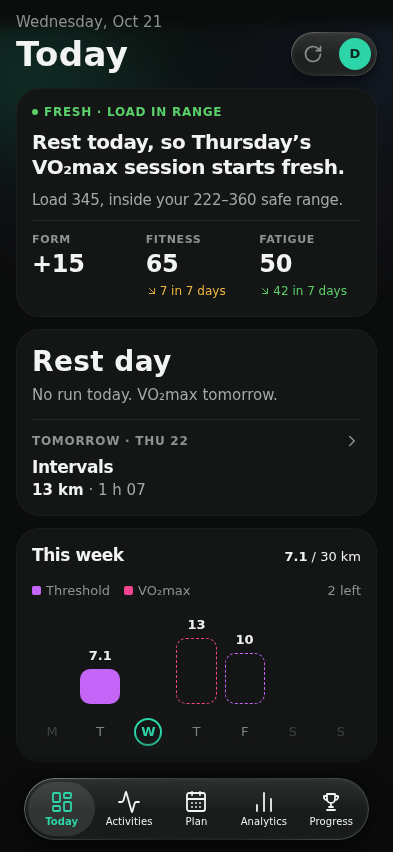 Wednesday, Oct 21
Today
D
FRESH · LOAD IN RANGE
Rest today, so Thursday’s
VO₂max session starts fresh.
Load 345, inside your 222–360 safe range.
FORM FITNESS FATIGUE
+15 65 50
↘ 7 in 7 days ↘ 42 in 7 days
Rest day
No run today. VO₂max tomorrow.
TOMORROW · THU 22
Intervals
13 km · 1 h 07
This week 7.1 / 30 km
Threshold VO₂max 2 left
13
10
7.1
M T W T F S S
Today Activities Plan Analytics Progress